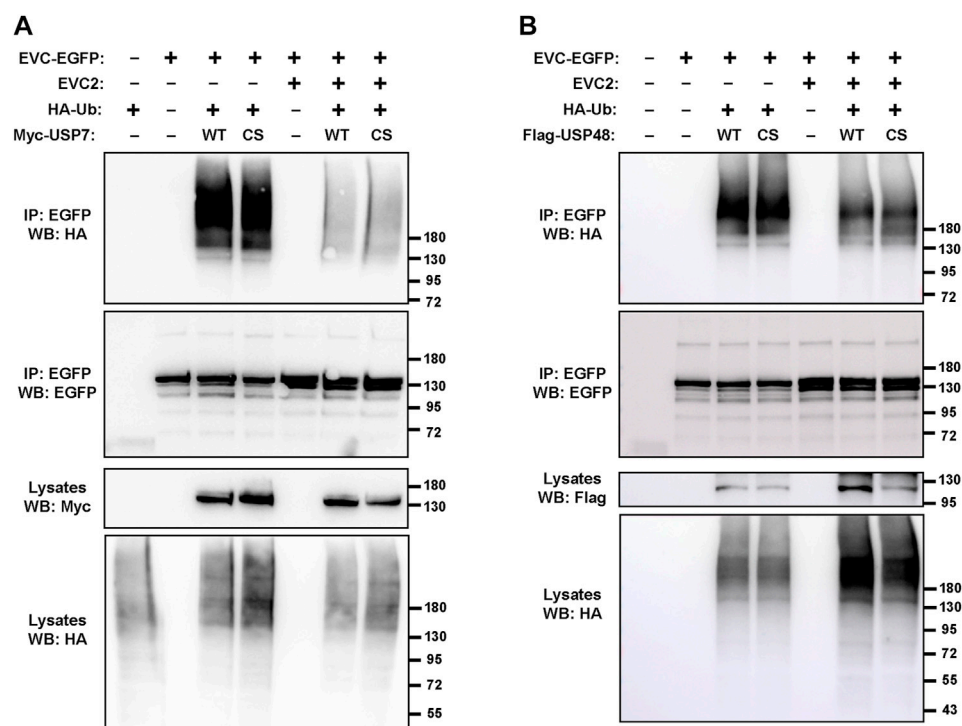 A
EVC-EGFP: – + + + + + +
EVC2: – – – – + + +
HA-Ub: + – + + – + +
Myc-USP7: – – WT CS – WT CS
IP: EGFP
WB: HA
180
130
95
72
IP: EGFP
WB: EGFP
180
130
95
72
Lysates
WB: Myc
180
130
Lysates
WB: HA
180
130
95
72
55
B
EVC-EGFP: – + + + + + +
EVC2: – – – – + + +
HA-Ub: – – + + – + +
Flag-USP48: – – WT CS – WT CS
IP: EGFP
WB: HA
180
130
95
72
IP: EGFP
WB: EGFP
180
130
95
72
Lysates
WB: Flag
130
95
Lysates
WB: HA
180
130
95
72
55
43